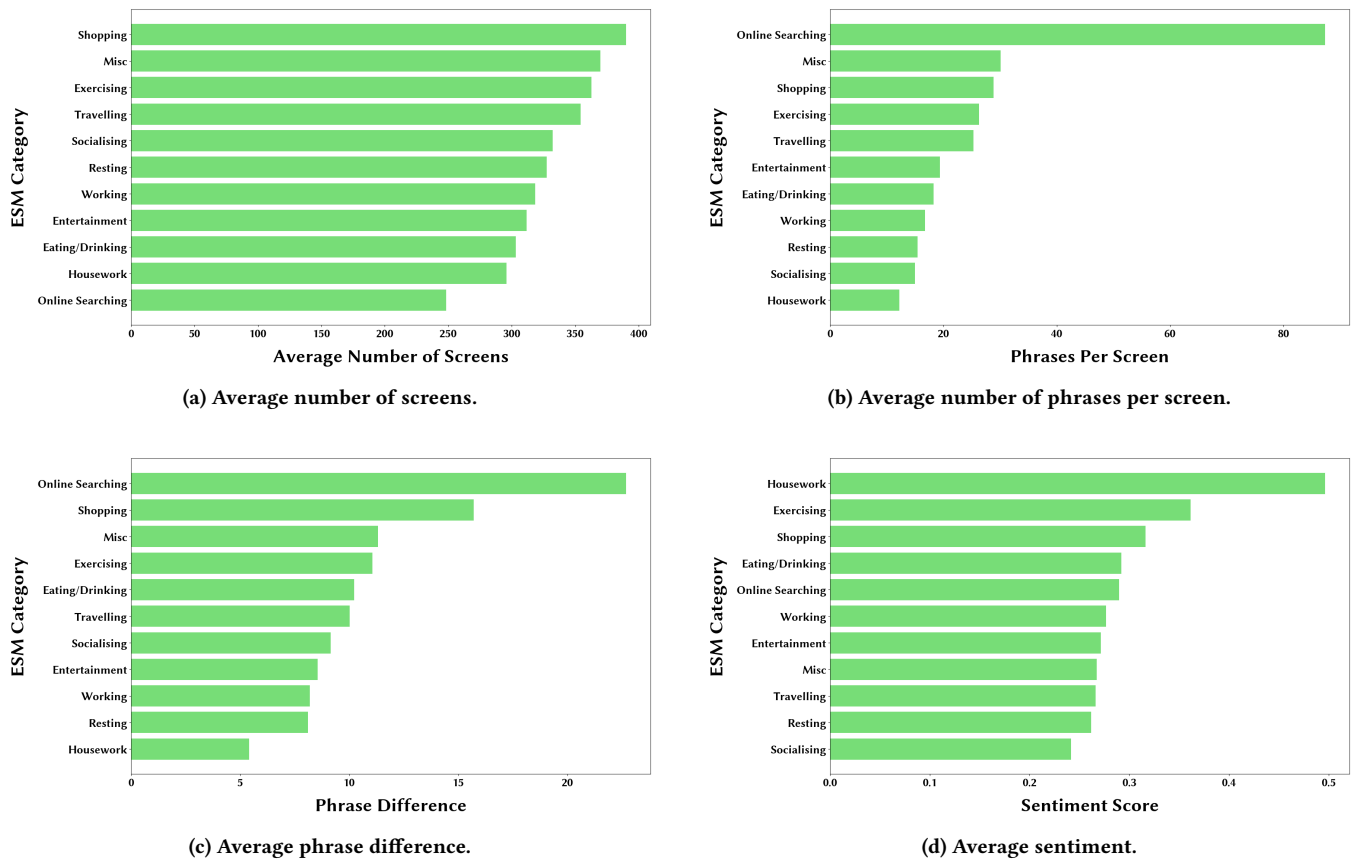 Shopping
Misc
Exercising
Travelling
Socialising
Resting
Working
Entertainment
Eating/Drinking
Housework
Online Searching
ESM Category
0 50 100 150 200 250 300 350 400
Average Number of Screens
(a) Average number of screens.
Online Searching
Misc
Shopping
Exercising
Travelling
Entertainment
Eating/Drinking
Working
Resting
Socialising
Housework
ESM Category
0 20 40 60 80
Phrases Per Screen
(b) Average number of phrases per screen.
Online Searching
Shopping
Misc
Exercising
Eating/Drinking
Travelling
Socialising
Entertainment
Working
Resting
Housework
ESM Category
0 5 10 15 20
Phrase Difference
(c) Average phrase difference.
Housework
Exercising
Shopping
Eating/Drinking
Online Searching
Working
Entertainment
Misc
Travelling
Resting
Socialising
ESM Category
0.0 0.1 0.2 0.3 0.4 0.5
Sentiment Score
(d) Average sentiment.